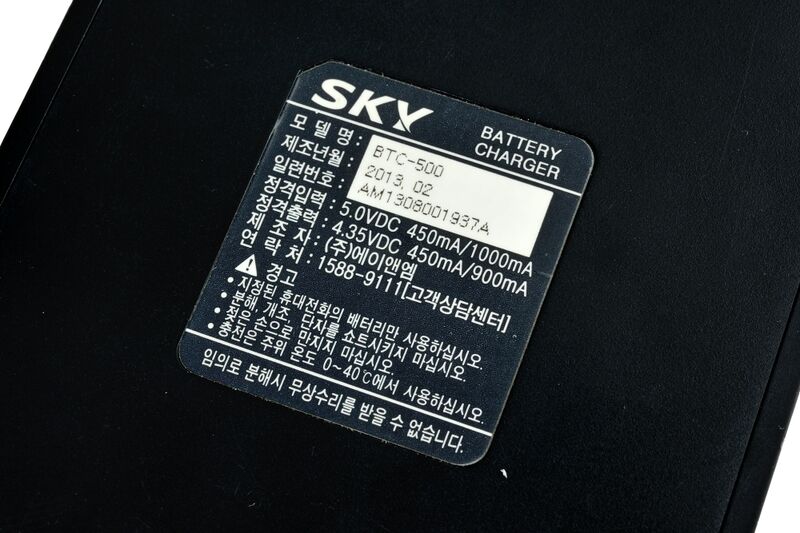 SKY
BATTERY
CHARGER
모 델 명 : BTC-500
제조년월 : 2013. 02
일련번호 : AM1308001937A
정격입력 : 5.0VDC 450mA/1000mA
정격출력 : 4.35VDC 450mA/900mA
제 조 지 : (주)에이앤엠
연 락 처 : 1588-9111[고객상담센터]
경고
• 지정된 휴대전화의 배터리만 사용하십시오.
• 분해, 개조, 단자를 쇼트시키지 마십시오.
• 젖은 손으로 만지지 마십시오.
• 충전은 주위 온도 0~40℃에서 사용하십시오.
임의로 분해시 무상수리를 받을 수 없습니다.